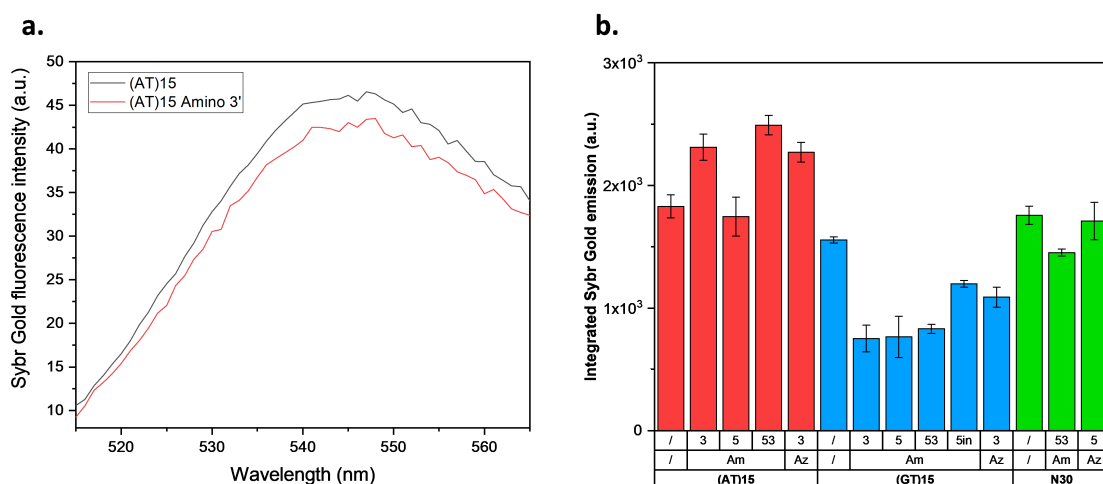 a.
Sybr Gold fluorescence intensity (a.u.)
50
45
40
35
30
25
20
15
10
(AT)15
(AT)15 Amino 3'
520 530 540 550 560
Wavelength (nm)
b.
Integrated Sybr Gold emission (a.u.)
3x10³
2x10³
1x10³
0
/ 3 5 53 3 / 3 5 53 5in 3 / 53 5
/ Am Az / Am Az / Am Az
(AT)15 (GT)15 N30